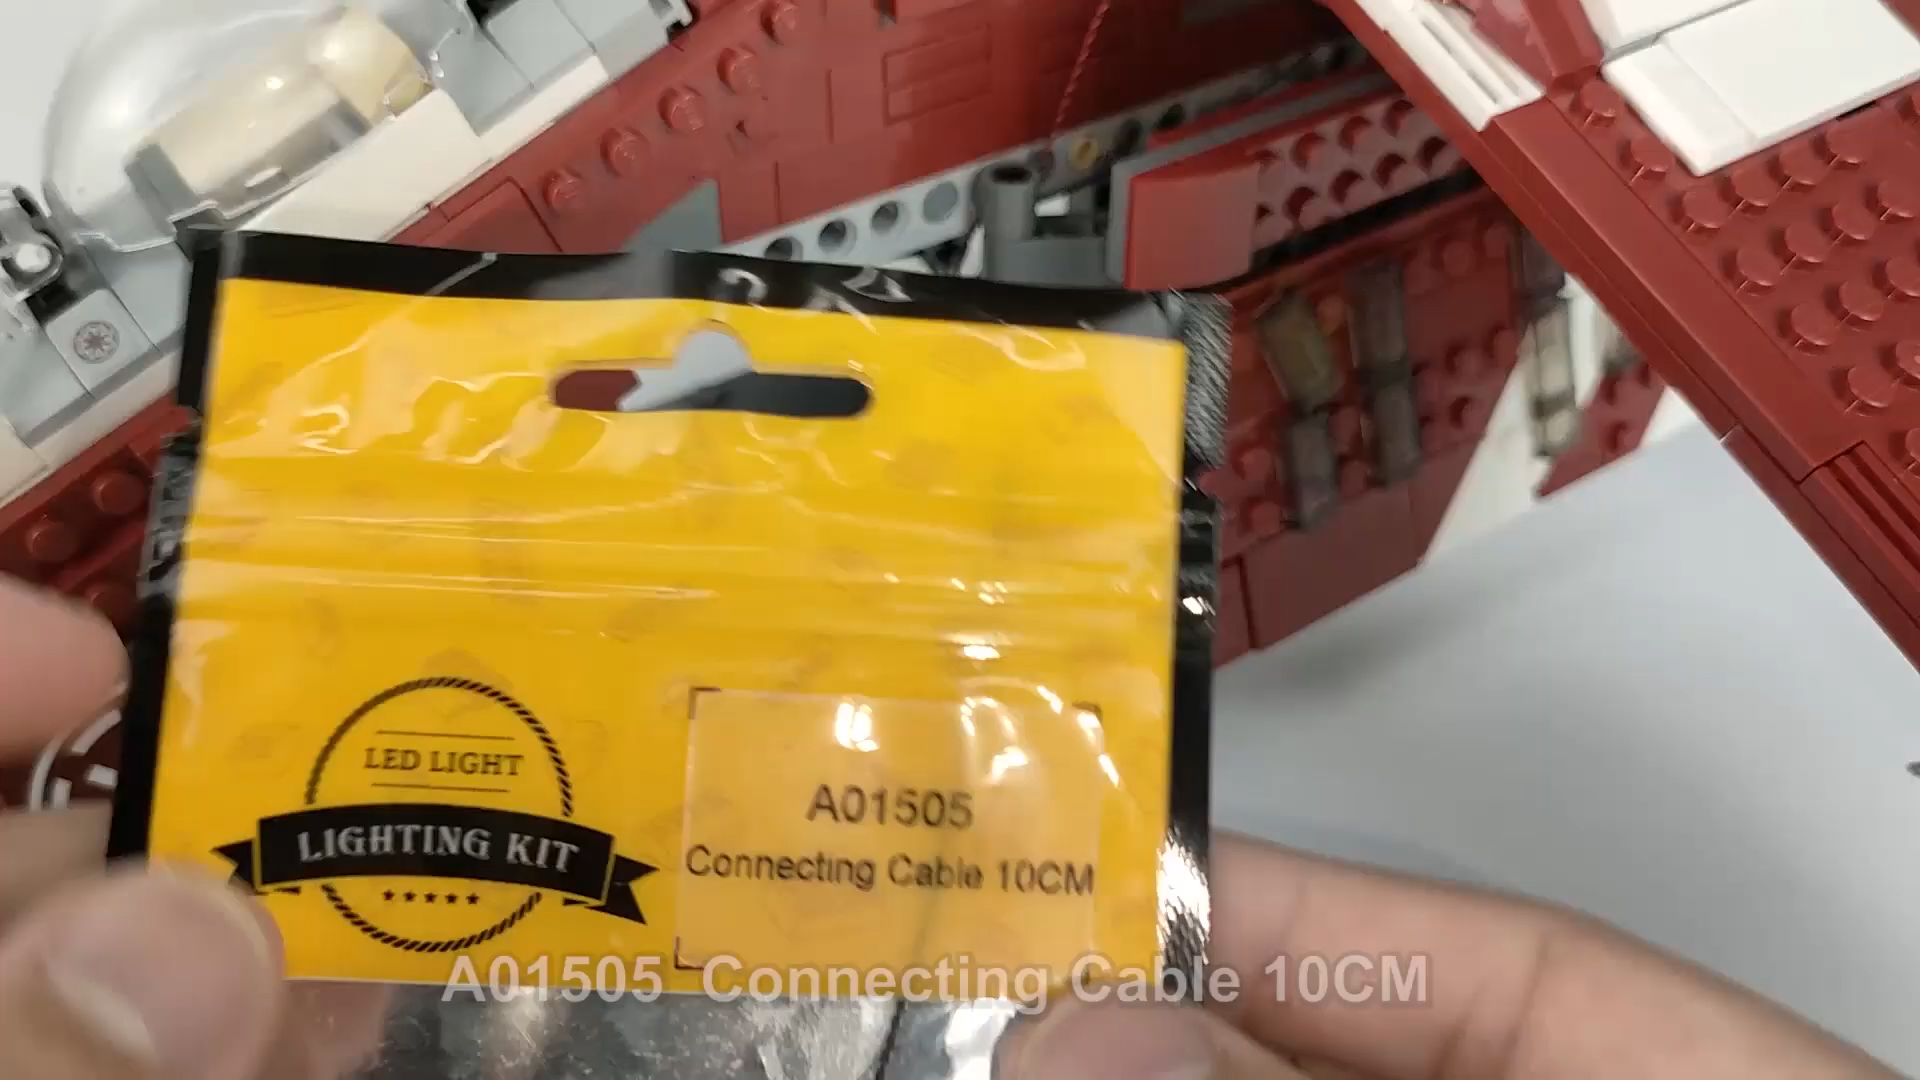 LED LIGHT
LIGHTING KIT
A01505
Connecting Cable 10CM
A01505 Connecting Cable 10CM